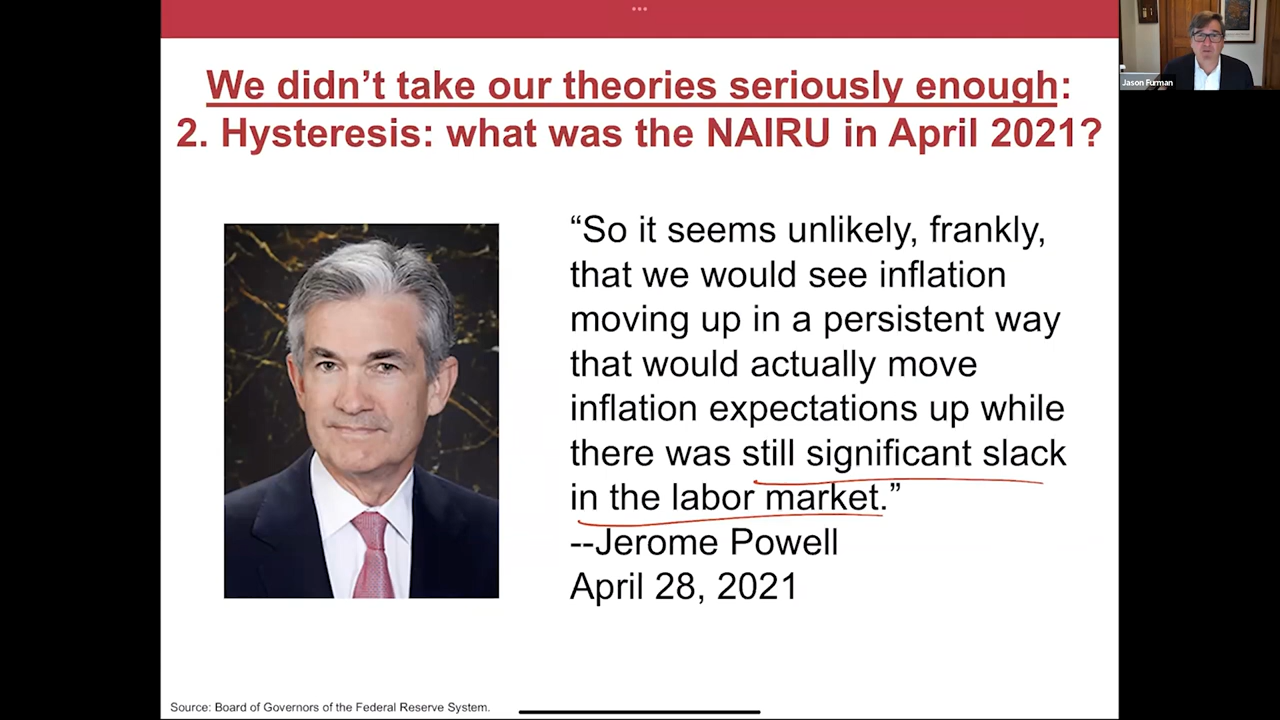 We didn’t take our theories seriously enough:
2. Hysteresis: what was the NAIRU in April 2021?
“So it seems unlikely, frankly,
that we would see inflation
moving up in a persistent way
that would actually move
inflation expectations up while
there was still significant slack
in the labor market.”
--Jerome Powell
April 28, 2021
Source: Board of Governors of the Federal Reserve System.
Jason Furman